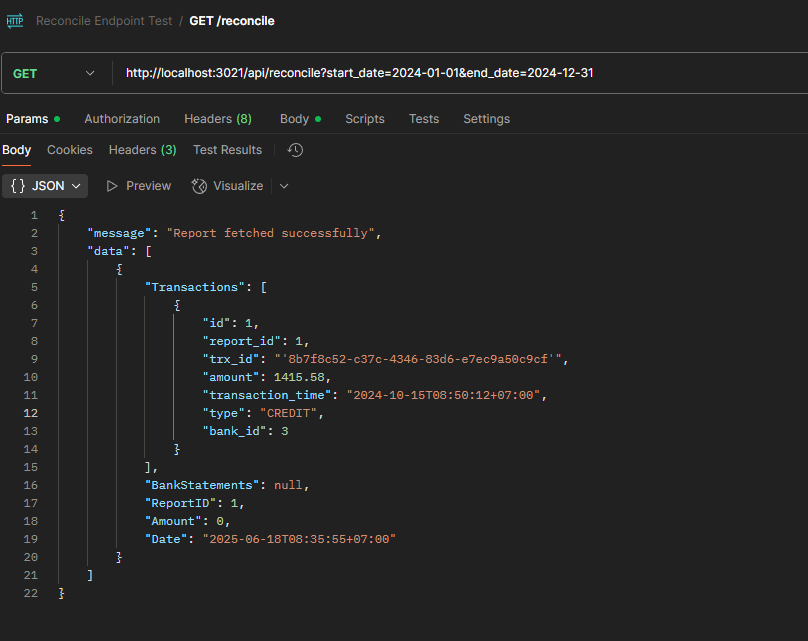 HTTP Reconcile Endpoint Test / GET /reconcile
GET http://localhost:3021/api/reconcile?start_date=2024-01-01&end_date=2024-12-31
Params Authorization Headers (8) Body Scripts Tests Settings
Body Cookies Headers (3) Test Results
{} JSON Preview Visualize
1 {
2 "message": "Report fetched successfully",
3 "data": [
4 {
5 "Transactions": [
6 {
7 "id": 1,
8 "report_id": 1,
9 "trx_id": "'8b7f8c52-c37c-4346-83d6-e7ec9a50c9cf'",
10 "amount": 1415.58,
11 "transaction_time": "2024-10-15T08:50:12+07:00",
12 "type": "CREDIT",
13 "bank_id": 3
14 }
15 ],
16 "BankStatements": null,
17 "ReportID": 1,
18 "Amount": 0,
19 "Date": "2025-06-18T08:35:55+07:00"
20 }
21 ]
22 }